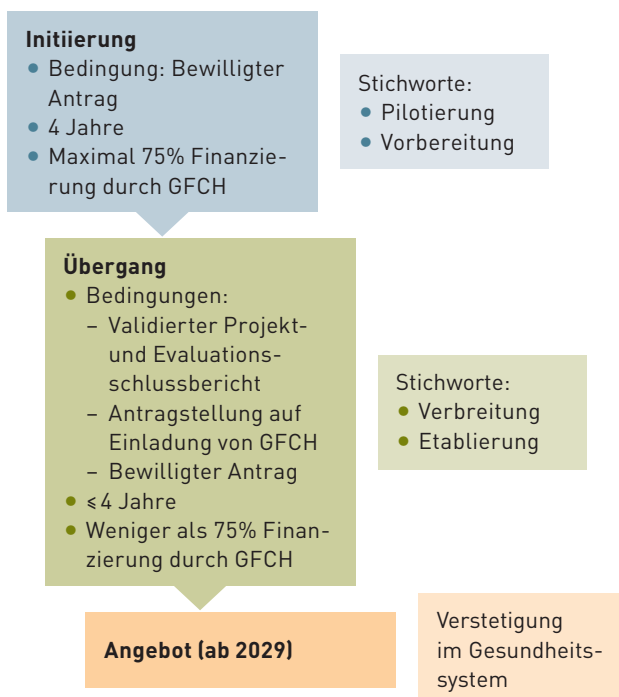 Initiierung
• Bedingung: Bewilligter
Antrag
• 4 Jahre
• Maximal 75% Finanzie-
rung durch GFCH
Stichworte:
• Pilotierung
• Vorbereitung
Übergang
• Bedingungen:
– Validierter Projekt-
und Evaluations-
schlussbericht
– Antragstellung auf
Einladung von GFCH
– Bewilligter Antrag
• ≤4 Jahre
• Weniger als 75% Finan-
zierung durch GFCH
Stichworte:
• Verbreitung
• Etablierung
Angebot (ab 2029)
Verstetigung
im Gesundheits-
system